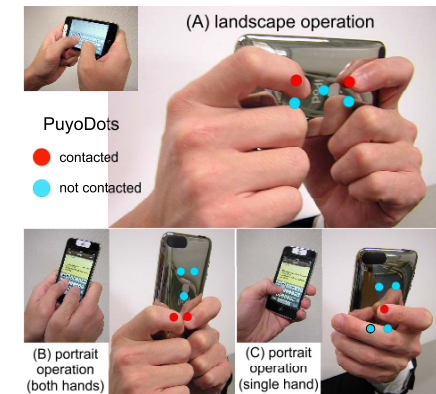 (A) landscape operation
PuyoDots
contacted
not contacted
(B) portrait
operation
(both hands)
(C) portrait
operation
(single hand)